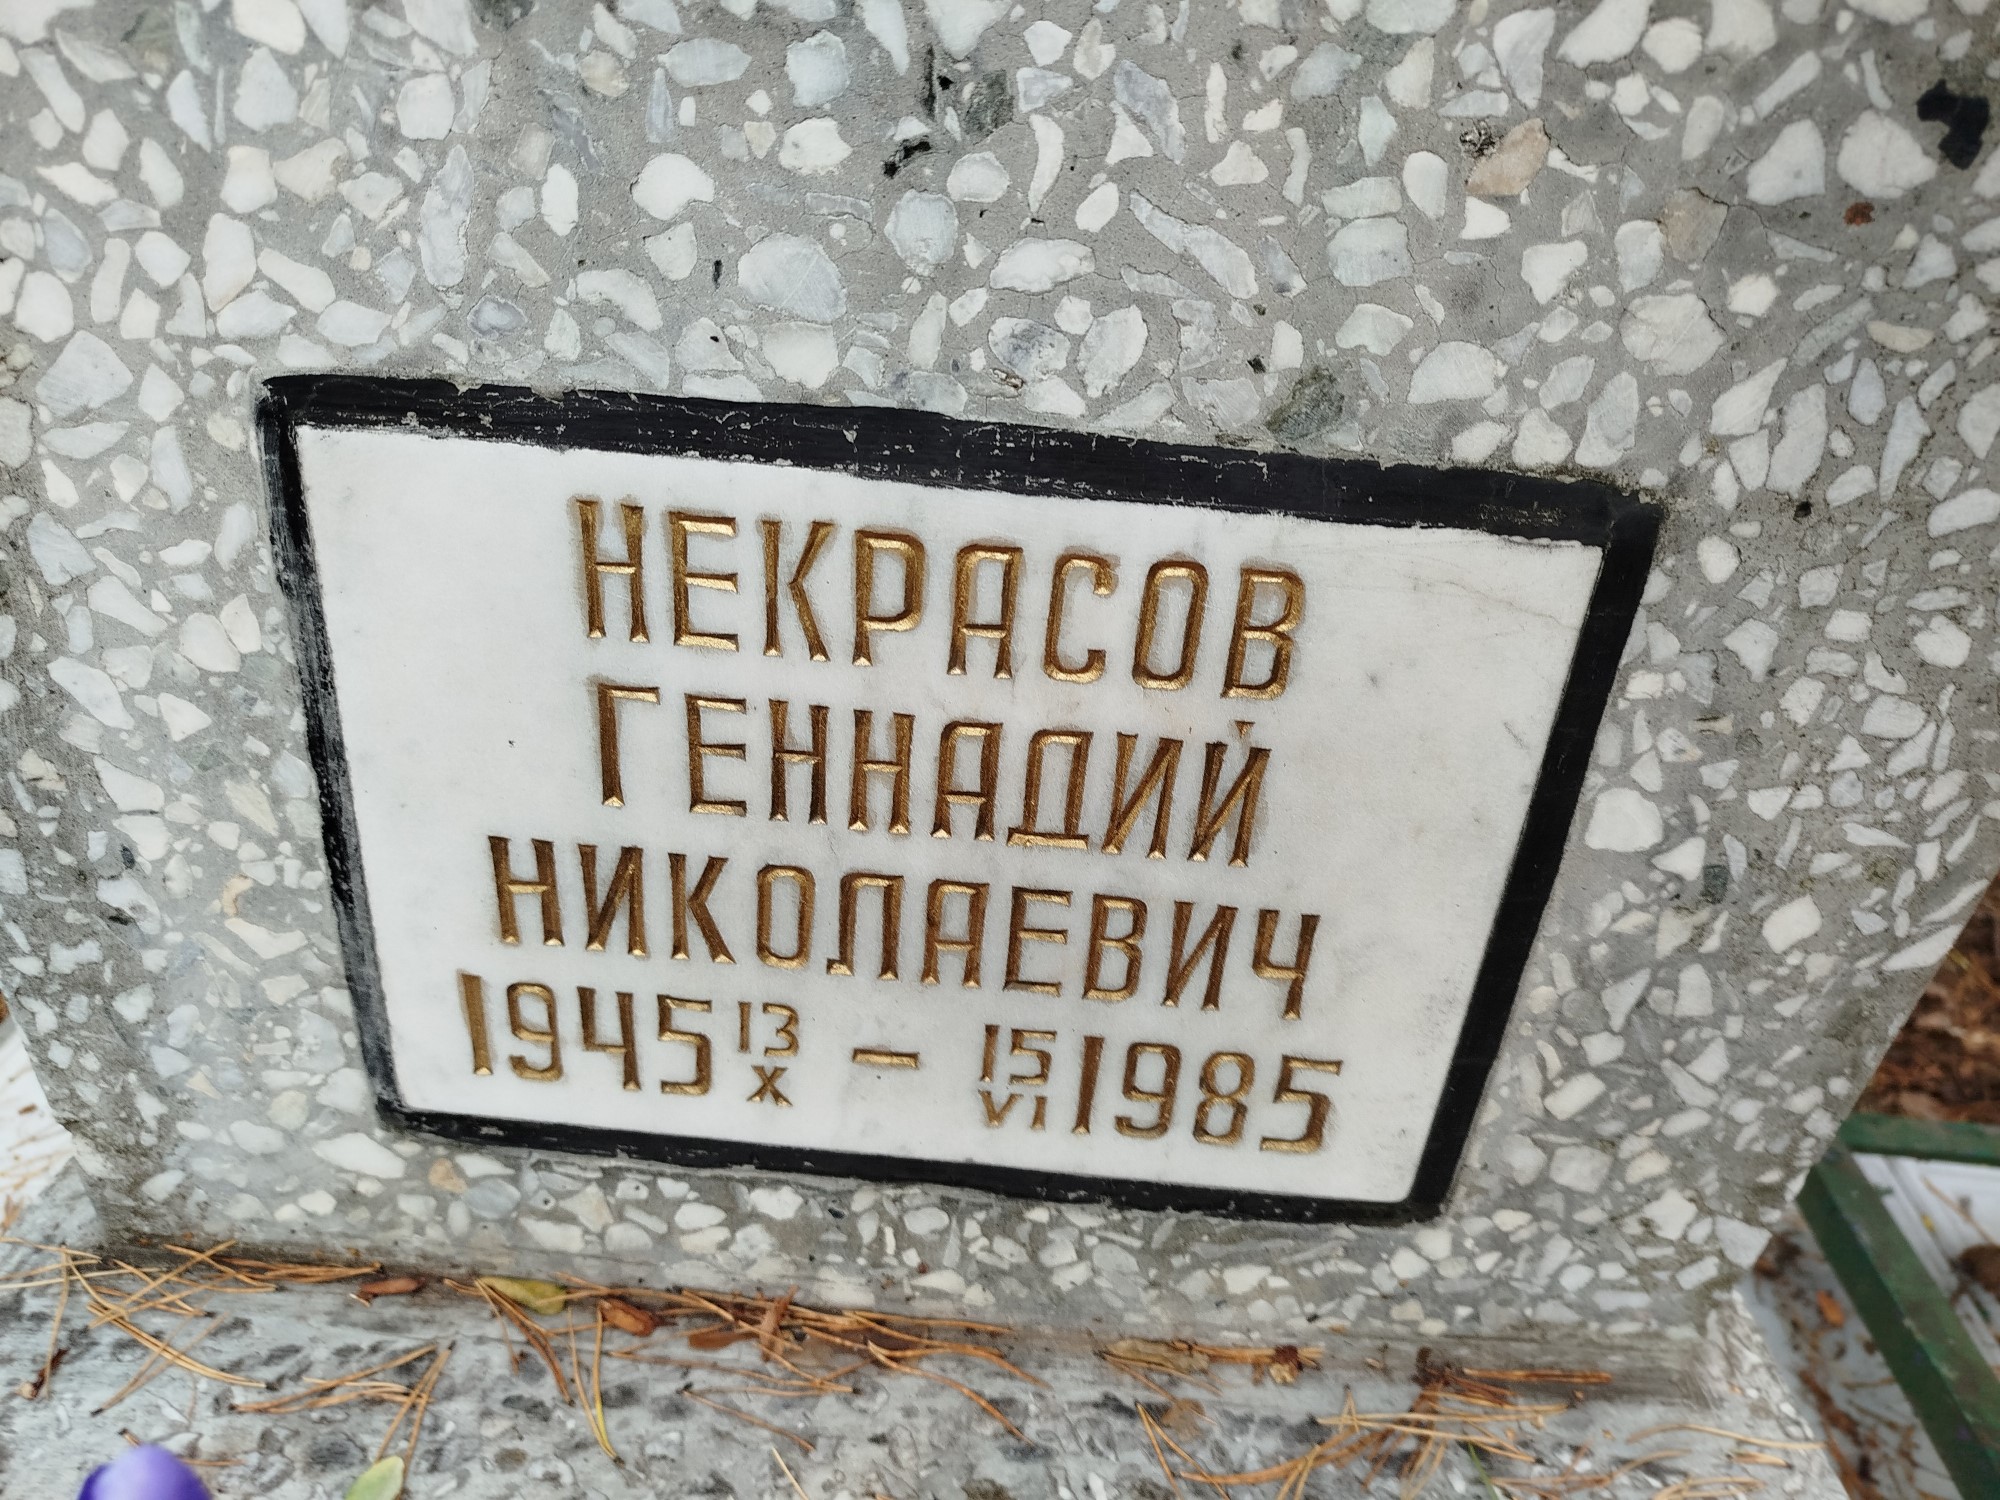 НЕКРАСОВ
ГЕННАДИЙ
НИКОЛАЕВИЧ
1945 13/X – 15/VI 1985